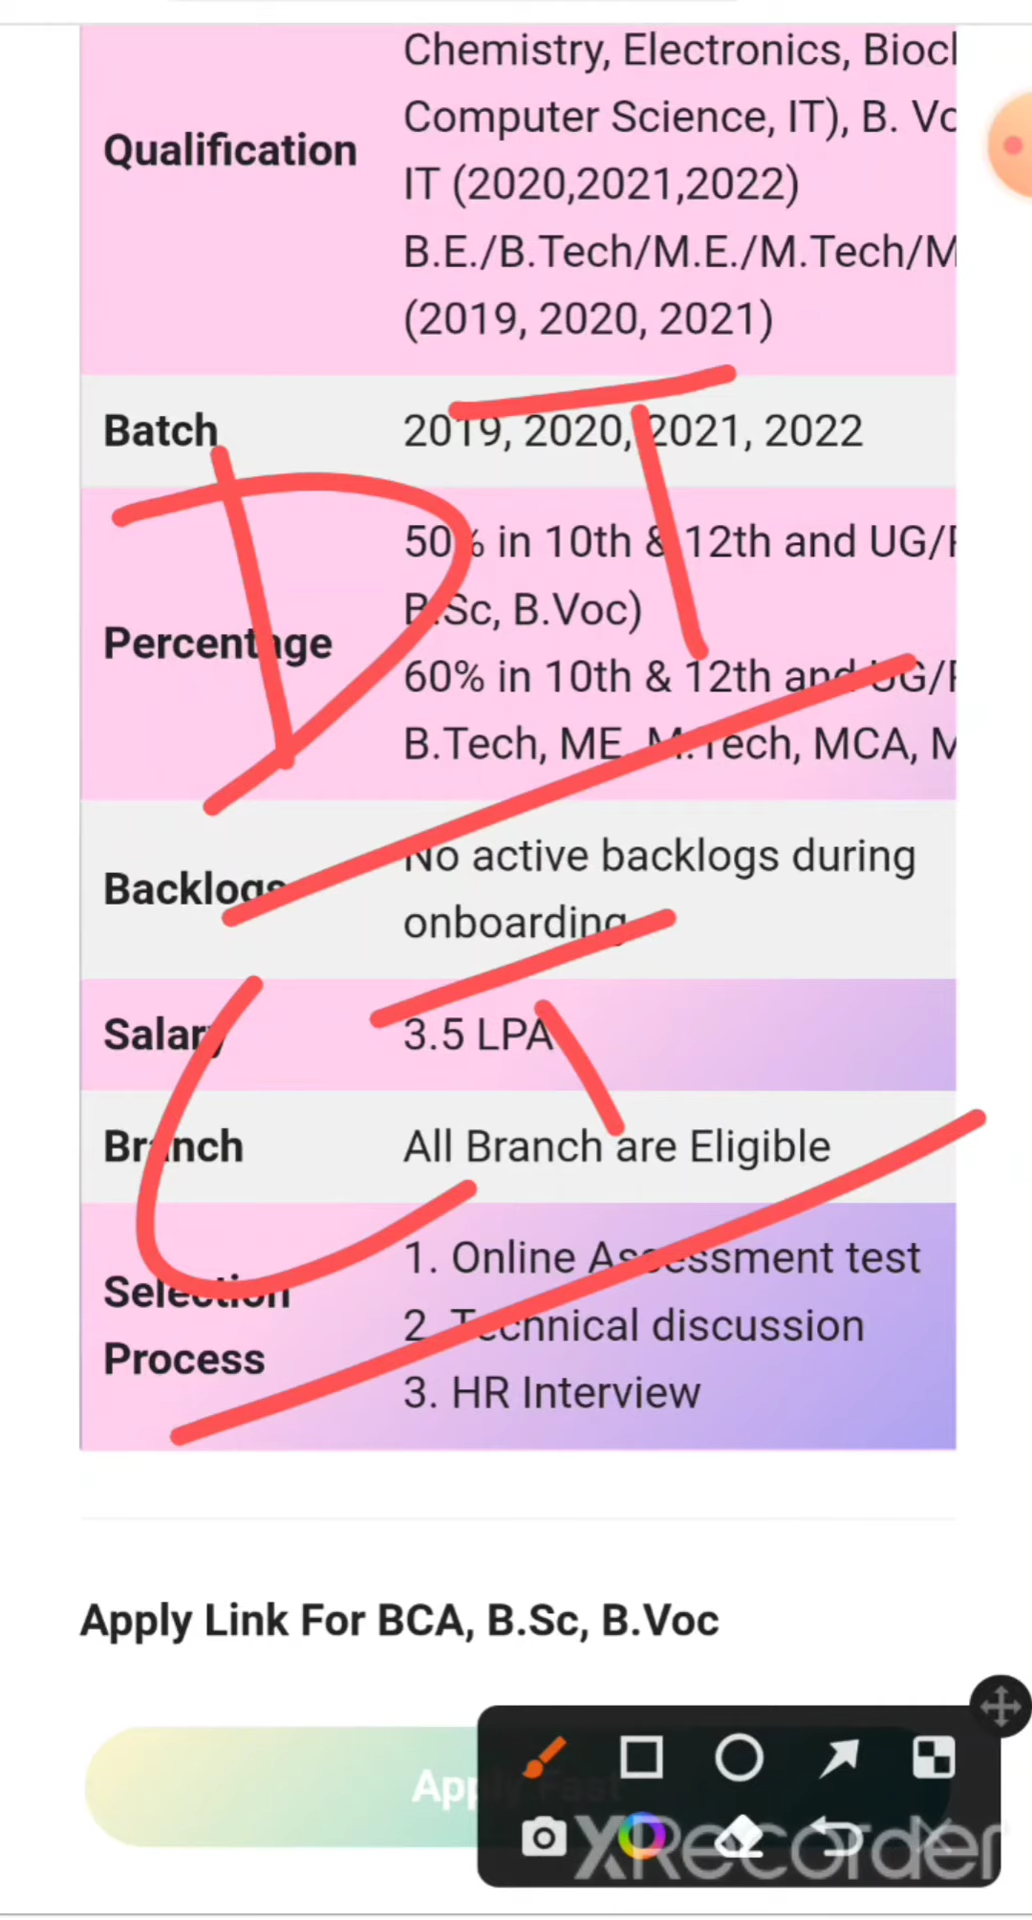 Chemistry, Electronics, Bioc
Computer Science, IT), B. Vo
Qualification
IT (2020,2021,2022)
B.E./B.Tech/M.E./M.Tech/M
(2019, 2020, 2021)
D T
Batch 2019, 2020, 2021, 2022
50% in 10th & 12th and UG/
B.Sc, B.Voc)
Percentage
60% in 10th & 12th and UG/
B.Tech, ME, M.Tech, MCA, M
Backlogs
No active backlogs during
onboarding
Salary 3.5 LPA
Branch All Branch are Eligible
Selection
Process
1. Online Assessment test
2. Technical discussion
3. HR Interview
Apply Link For BCA, B.Sc, B.Voc
Apply Fast
XRecorder